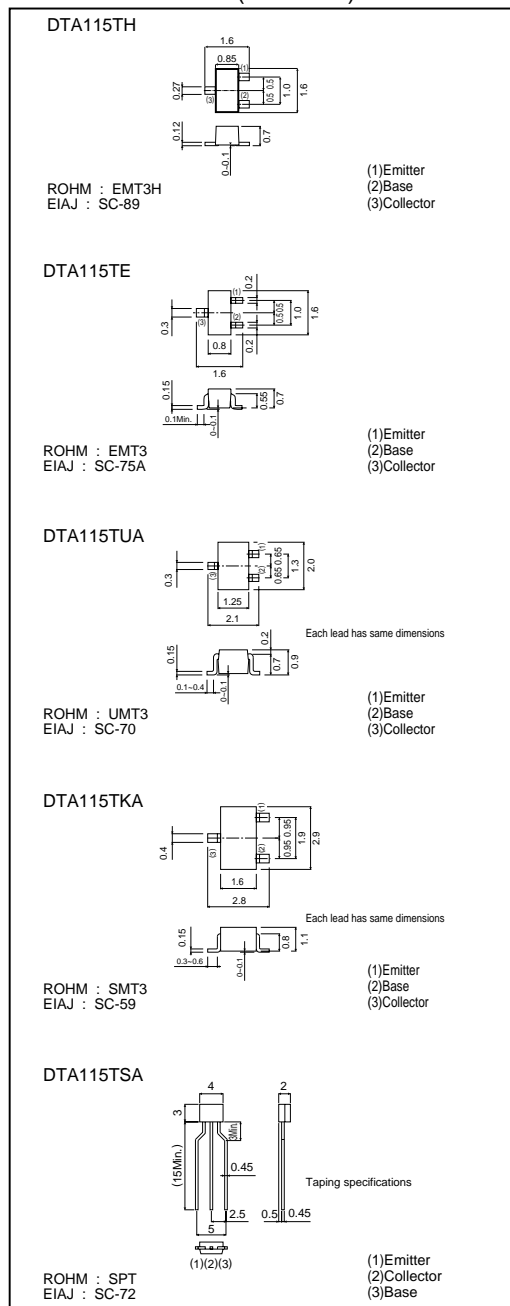 DTA115TH
1.6
0.85
(1)
0.27
(3)
0.5
0.5
1.0
1.6
(2)
0.12
0.7
0~0.1
ROHM : EMT3H
EIAJ : SC-89
(1)Emitter
(2)Base
(3)Collector
DTA115TE
0.2
(1)
0.3
(3)
0.5
0.5
1.0
1.6
(2)
0.8
0.2
1.6
0.15
0.55
0.7
0.1Min.
0~0.1
ROHM : EMT3
EIAJ : SC-75A
(1)Emitter
(2)Base
(3)Collector
DTA115TUA
(1)
0.3
(3)
0.65
0.65
1.3
2.0
(2)
1.25
2.1
Each lead has same dimensions
0.2
0.15
0.7
0.9
0.1~0.4
0~0.1
ROHM : UMT3
EIAJ : SC-70
(1)Emitter
(2)Base
(3)Collector
DTA115TKA
(1)
0.4
(3)
0.95
0.95
1.9
2.9
(2)
1.6
2.8
Each lead has same dimensions
0.15
0.8
1.1
0.3~0.6
0~0.1
ROHM : SMT3
EIAJ : SC-59
(1)Emitter
(2)Base
(3)Collector
DTA115TSA
4
2
3
3Min.
(15Min.)
0.45
Taping specifications
2.5
0.5
0.45
5
(1)(2)(3)
ROHM : SPT
EIAJ : SC-72
(1)Emitter
(2)Collector
(3)Base